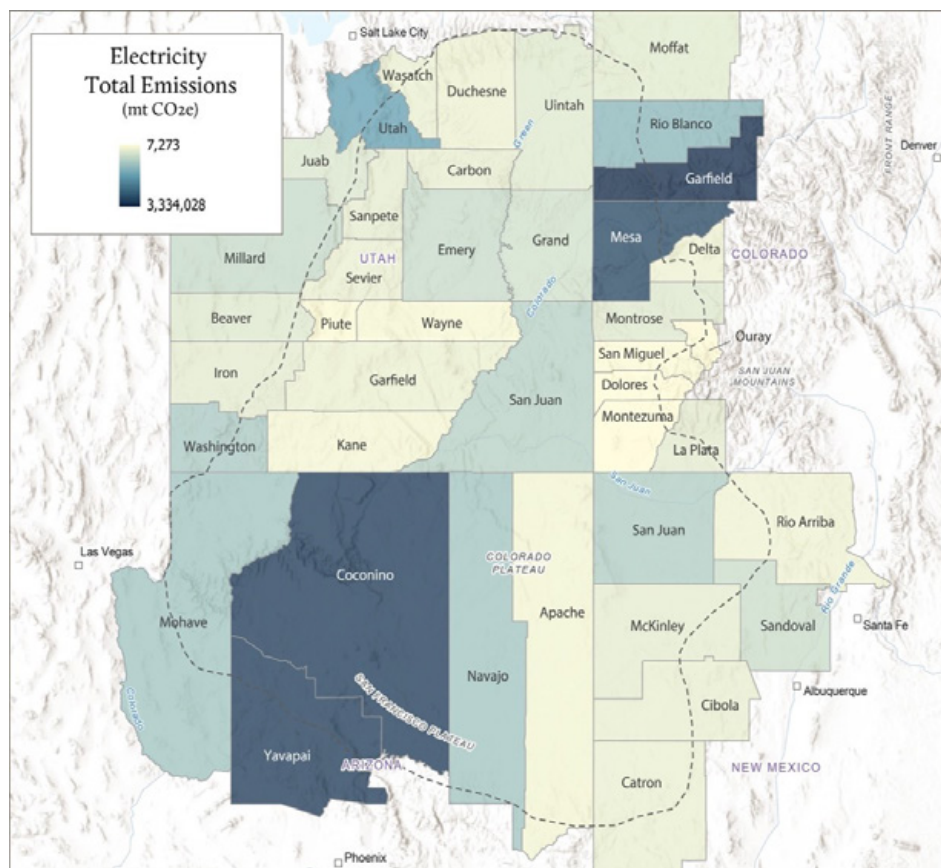 Electricity
Total Emissions
(mt CO2e)
7,273
3,334,028
Salt Lake City
Moffat
Wasatch
Duchesne
Uintah
Utah
Rio Blanco
Green
FRONT RANGE
Denver
Juab
Carbon
Garfield
Sanpete
Millard
UTAH
Emery
Grand
Mesa
Delta
COLORADO
Sevier
Colorado
Beaver
Piute
Wayne
Montrose
Ouray
Iron
Garfield
San Miguel
SAN JUAN
MOUNTAINS
San Juan
Dolores
Washington
Kane
Montezuma
La Plata
San Juan
Las Vegas
Coconino
COLORADO
PLATEAU
San Juan
Rio Arriba
Mohave
Apache
McKinley
Sandoval
Rio Grande
Santa Fe
Colorado
Navajo
SAN FRANCISCO PLATEAU
Cibola
Albuquerque
Yavapai
ARIZONA
Catron
NEW MEXICO
Phoenix